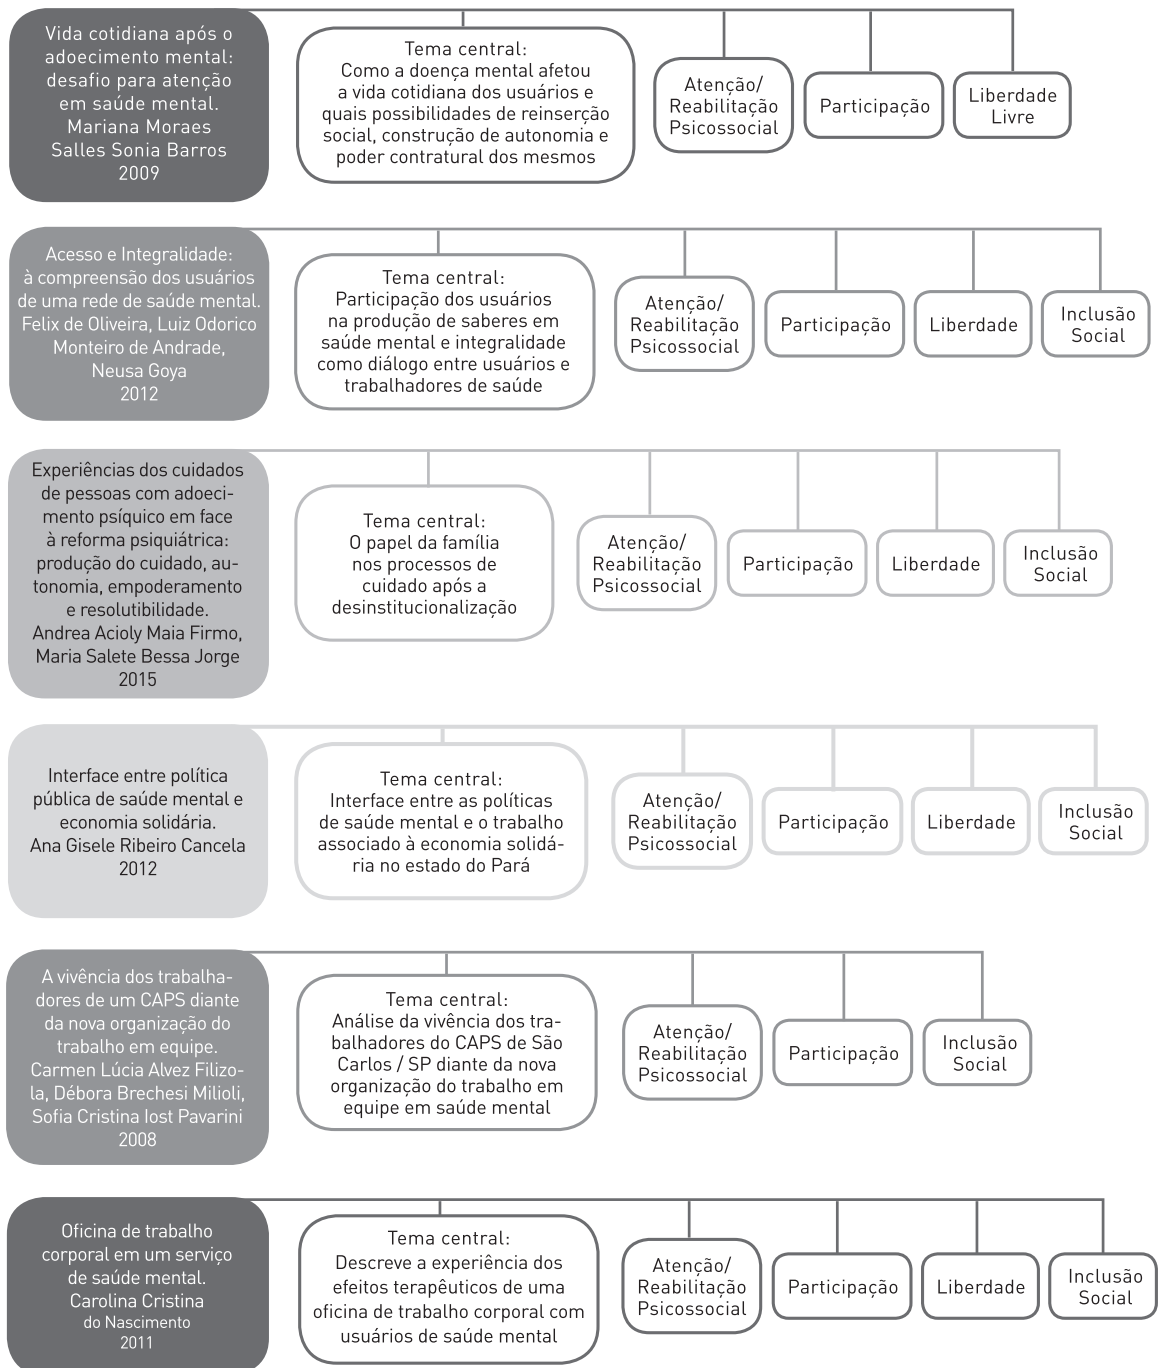 Vida cotidiana após o
adoecimento mental:
desafio para atenção
em saúde mental.
Mariana Moraes
Salles Sonia Barros
2009
Tema central:
Como a doença mental afetou
a vida cotidiana dos usuários e
quais possibilidades de reinserção
social, construção de autonomia e
poder contratural dos mesmos
Atenção/
Reabilitação
Psicossocial
Participação
Liberdade
Livre
Acesso e Integralidade:
à compreensão dos usuários
de uma rede de saúde mental.
Felix de Oliveira, Luiz Odorico
Monteiro de Andrade,
Neusa Goya
2012
Tema central:
Participação dos usuários
na produção de saberes em
saúde mental e integralidade
como diálogo entre usuários e
trabalhadores de saúde
Atenção/
Reabilitação
Psicossocial
Participação
Liberdade
Inclusão
Social
Experiências dos cuidados
de pessoas com adoeci-
mento psíquico em face
à reforma psiquiátrica:
produção do cuidado, au-
tonomia, empoderamento
e resolutibilidade.
Andrea Acioly Maia Firmo,
Maria Salete Bessa Jorge
2015
Tema central:
O papel da família
nos processos de
cuidado após a
desinstitucionalização
Atenção/
Reabilitação
Psicossocial
Participação
Liberdade
Inclusão
Social
Interface entre política
pública de saúde mental e
economia solidária.
Ana Gisele Ribeiro Cancela
2012
Tema central:
Interface entre as políticas
de saúde mental e o trabalho
associado à economia solidá-
ria no estado do Pará
Atenção/
Reabilitação
Psicossocial
Participação
Liberdade
Inclusão
Social
A vivência dos trabalha-
dores de um CAPS diante
da nova organização do
trabalho em equipe.
Carmen Lúcia Alvez Filizo-
la, Débora Brechesi Milioli,
Sofia Cristina Iost Pavarini
2008
Tema central:
Análise da vivência dos tra-
balhadores do CAPS de São
Carlos / SP diante da nova
organização do trabalho em
equipe em saúde mental
Atenção/
Reabilitação
Psicossocial
Participação
Inclusão
Social
Oficina de trabalho
corporal em um serviço
de saúde mental.
Carolina Cristina
do Nascimento
2011
Tema central:
Descreve a experiência dos
efeitos terapêuticos de uma
oficina de trabalho corporal com
usuários de saúde mental
Atenção/
Reabilitação
Psicossocial
Participação
Liberdade
Inclusão
Social